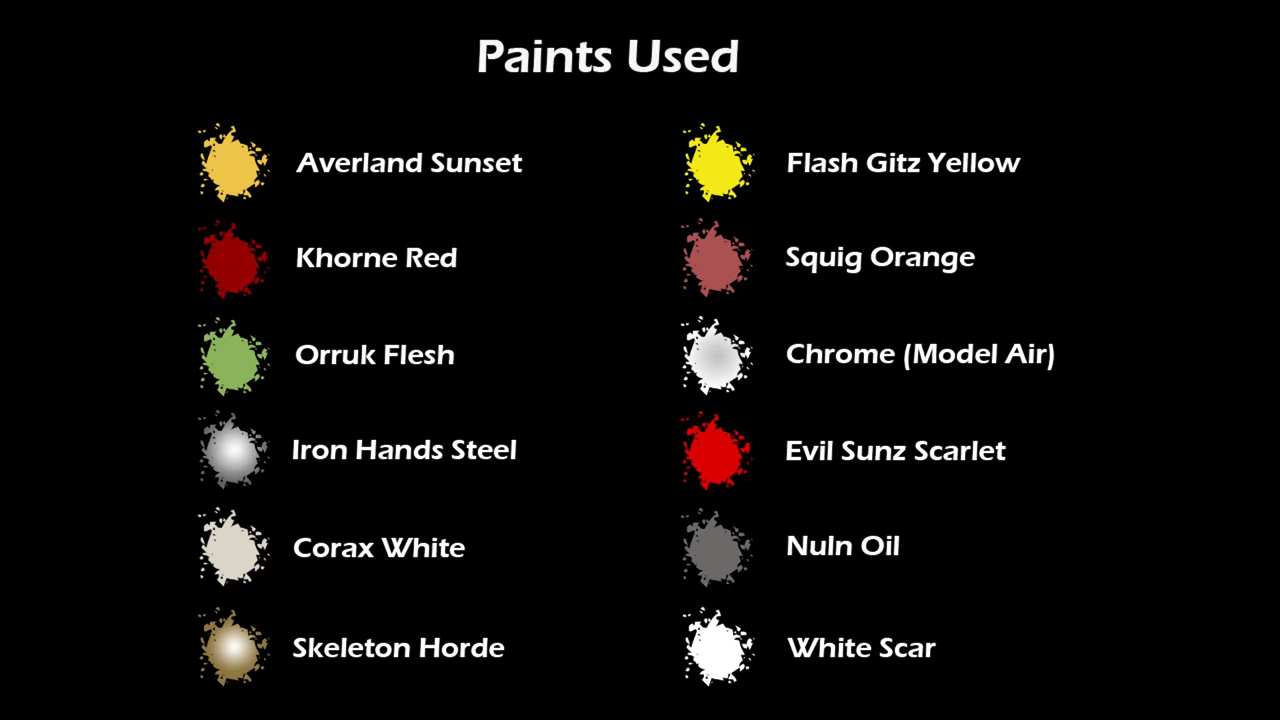 Paints Used
Averland Sunset
Flash Gitz Yellow
Khorne Red
Squig Orange
Orruk Flesh
Chrome (Model Air)
Iron Hands Steel
Evil Sunz Scarlet
Corax White
Nuln Oil
Skeleton Horde
White Scar